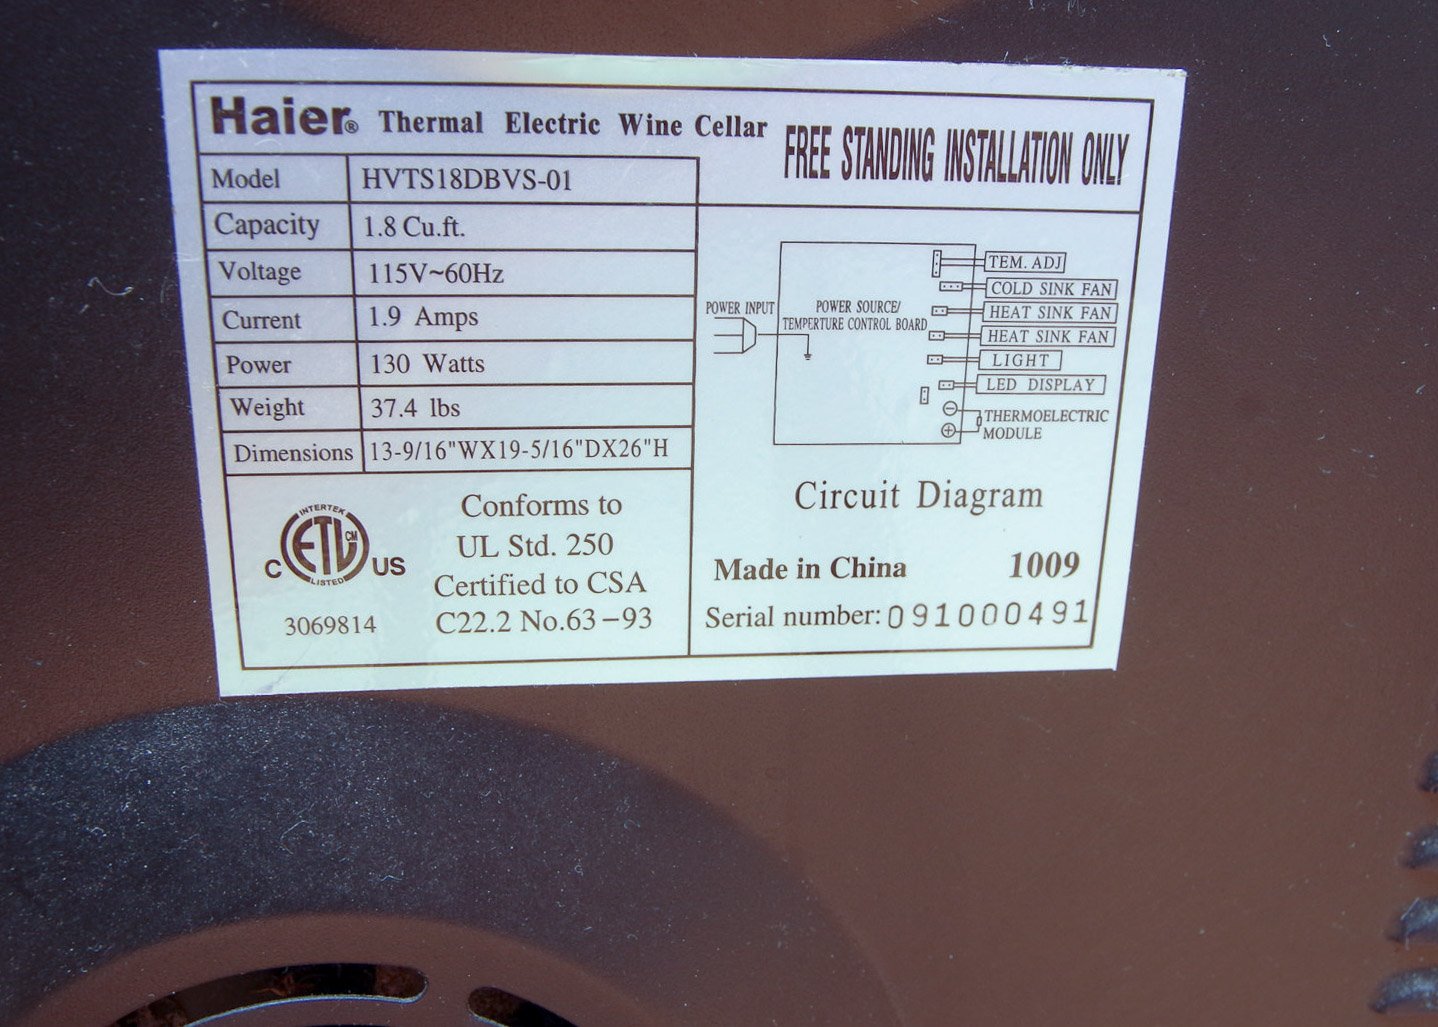 Haier® Thermal Electric Wine Cellar
FREE STANDING INSTALLATION ONLY
Model HVTS18DBVS-01
Capacity 1.8 Cu.ft.
Voltage 115V~60Hz
Current 1.9 Amps
Power 130 Watts
Weight 37.4 lbs
Dimensions 13-9/16"WX19-5/16"DX26"H
INTERTEK
C ETL CM US
LISTED
3069814
Conforms to
UL Std. 250
Certified to CSA
C22.2 No.63-93
POWER INPUT
POWER SOURCE/
TEMPERTURE CONTROL BOARD
TEM. ADJ
COLD SINK FAN
HEAT SINK FAN
HEAT SINK FAN
LIGHT
LED DISPLAY
THERMOELECTRIC
MODULE
Circuit Diagram
Made in China 1009
Serial number: 091000491